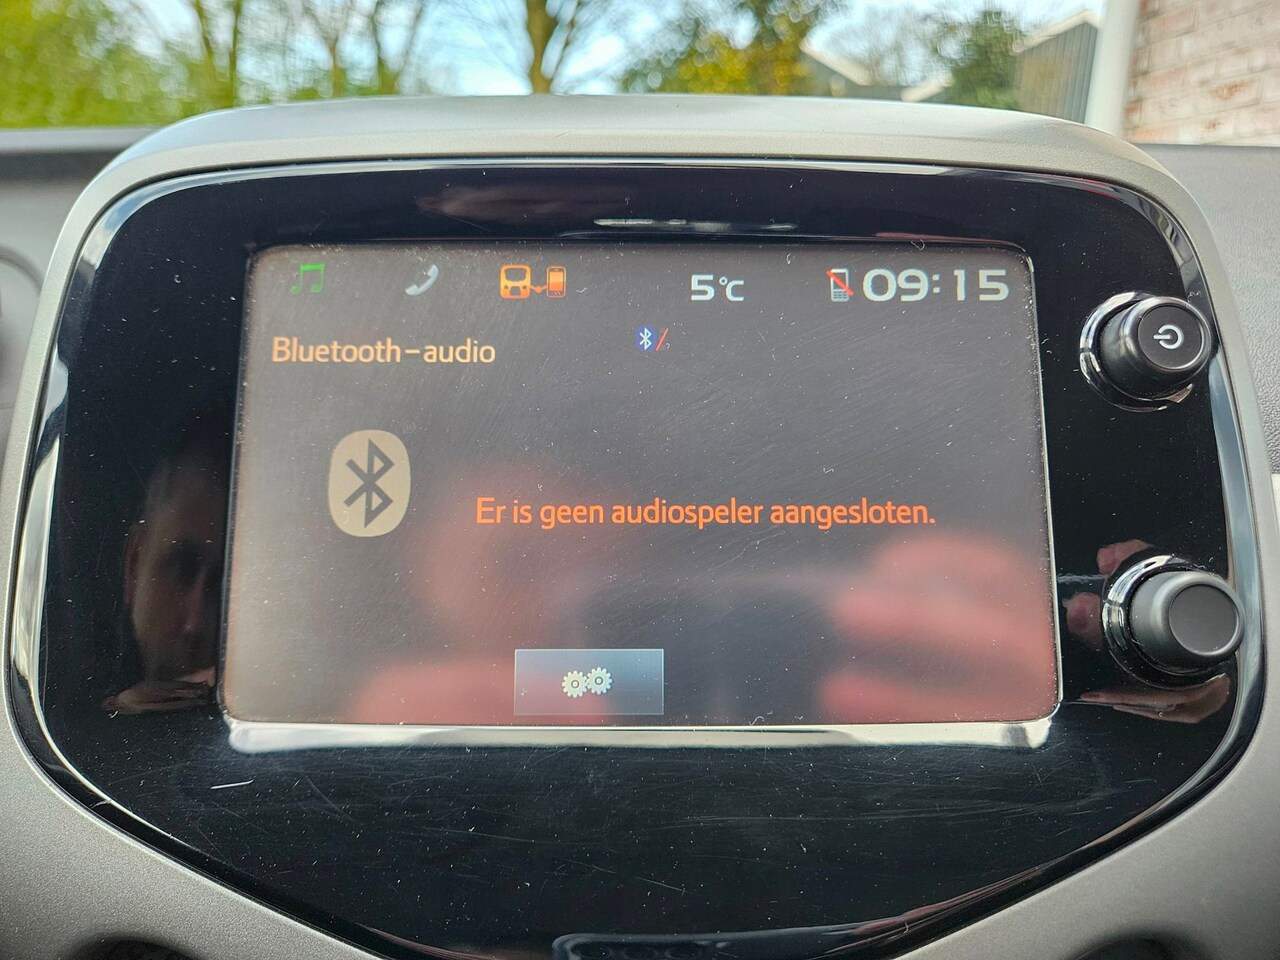 5°C
09:15
Bluetooth-audio
Er is geen audiospeler aangesloten.